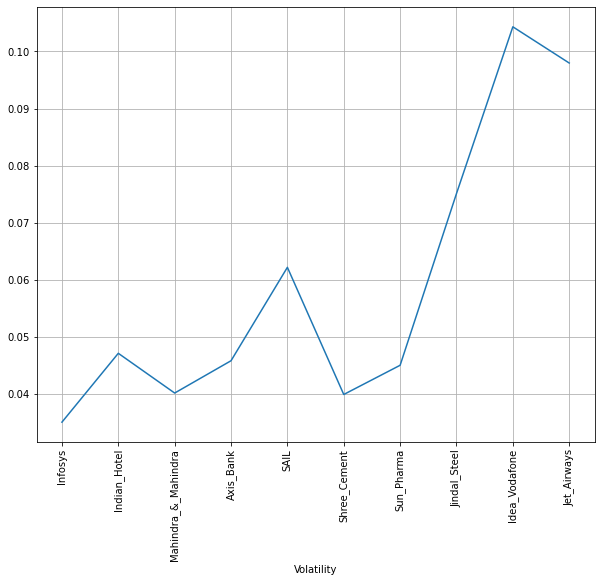 0.10
0.09
0.08
0.07
0.06
0.05
0.04
Infosys
Indian_Hotel
Mahindra_&_Mahindra
Axis_Bank
SAIL
Shree_Cement
Sun_Pharma
Jindal_Steel
Idea_Vodafone
Jet_Airways
Volatility